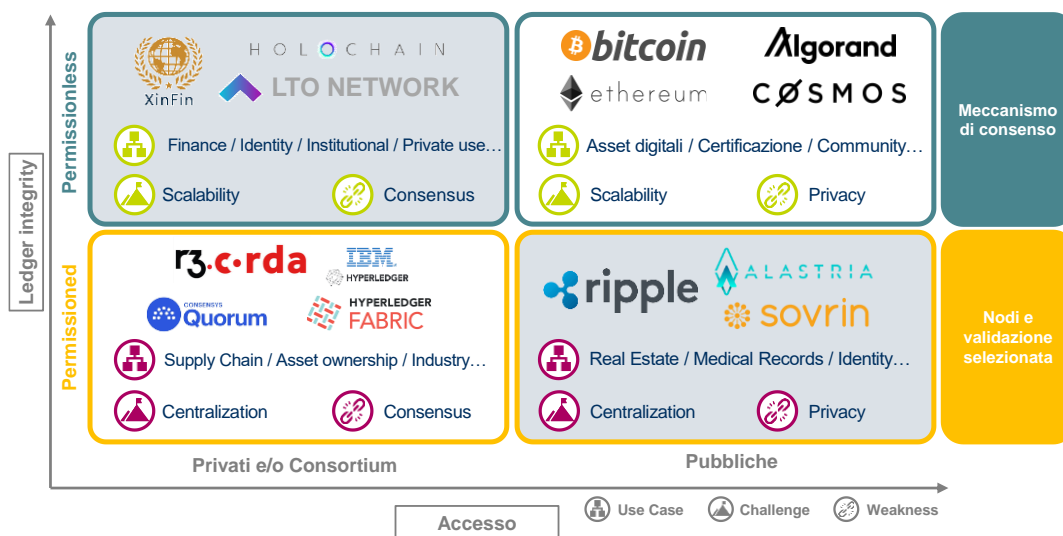 Ledger integrity
Permissionless
XinFin
HOLOCHAIN
LTO NETWORK
Finance / Identity / Institutional / Private use…
Scalability
Consensus
bitcoin
Algorand
ethereum
COSMOS
Asset digitali / Certificazione / Community…
Scalability
Privacy
Meccanismo
di consenso
Permissioned
r3.c·rda
IBM
HYPERLEDGER
CONSENSYS
Quorum
HYPERLEDGER
FABRIC
Supply Chain / Asset ownership / Industry…
Centralization
Consensus
ripple
ALASTRIA
sovrin
Real Estate / Medical Records / Identity…
Centralization
Privacy
Nodi e
validazione
selezionata
Privati e/o Consortium
Pubbliche
Accesso
Use Case
Challenge
Weakness